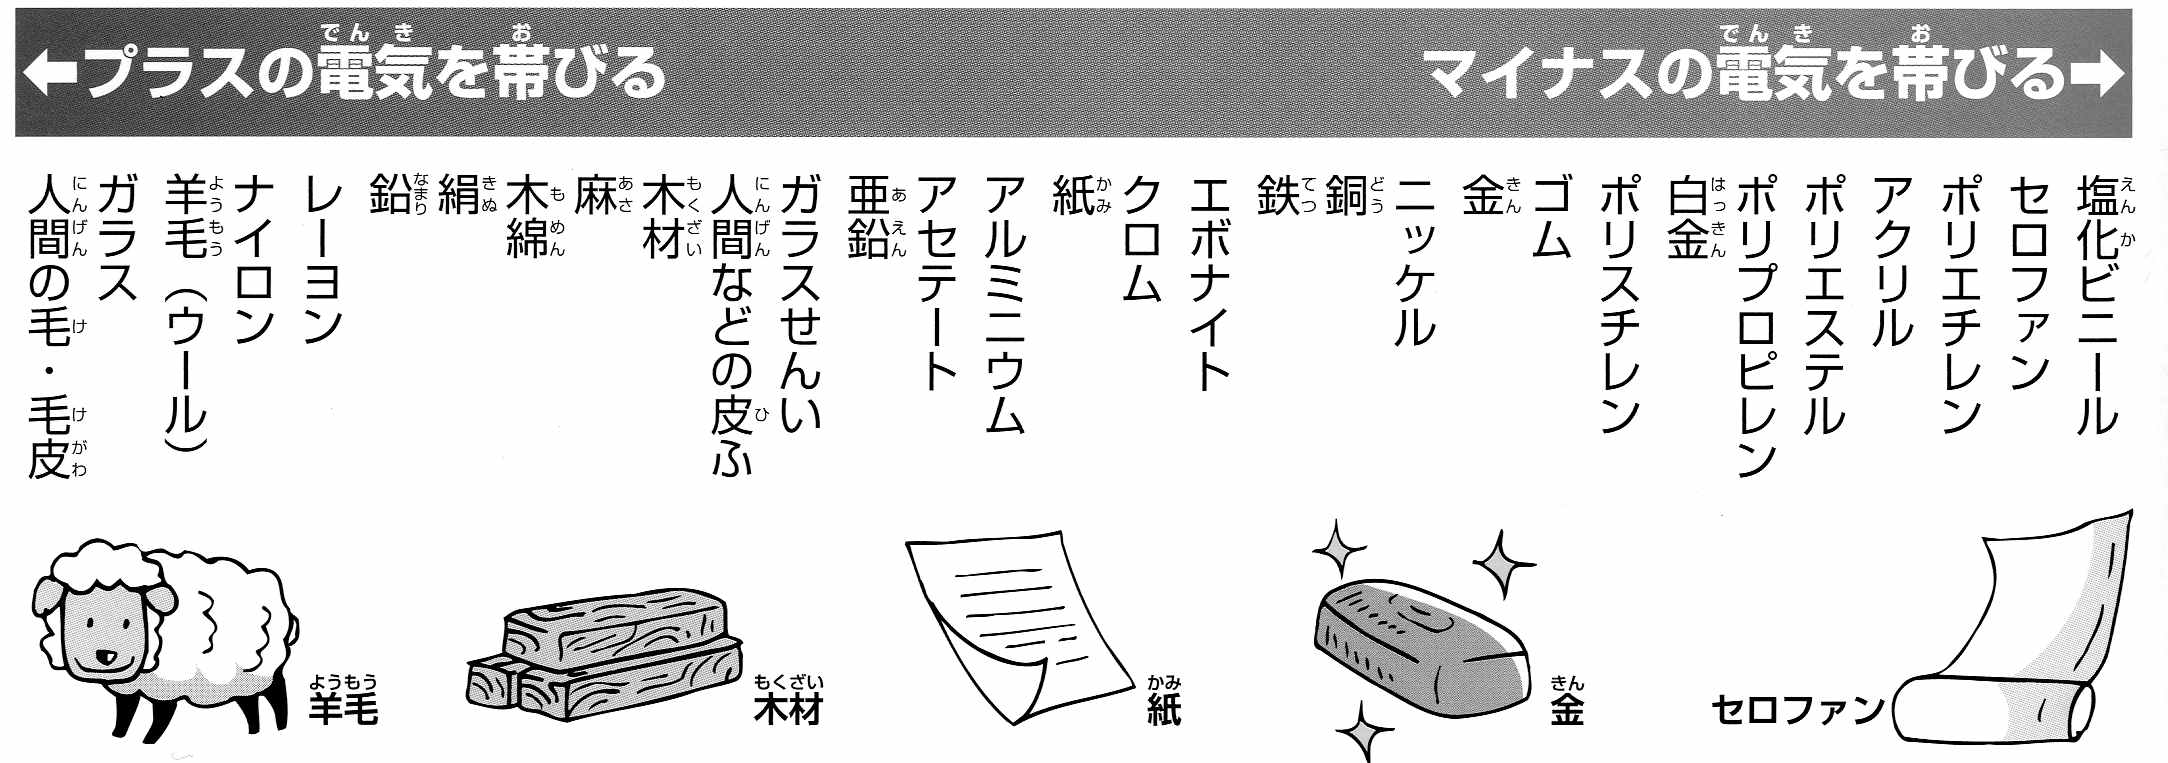 ←プラスの電気を帯びる
マイナスの電気を帯びる→
塩化ビニール
セロファン
ポリエチレン
アクリル
ポリエステル
ポリプロピレン
白金
ポリスチレン
ゴム
金
ニッケル
銅
鉄
エボナイト
クロム
紙
アルミニウム
アセテート
亜鉛
ガラスせんい
人間などの皮ふ
木材
麻
木綿
絹
鉛
レーヨン
ナイロン
羊毛（ウール）
ガラス
人間の毛・毛皮
羊毛
木材
紙
金
セロファン